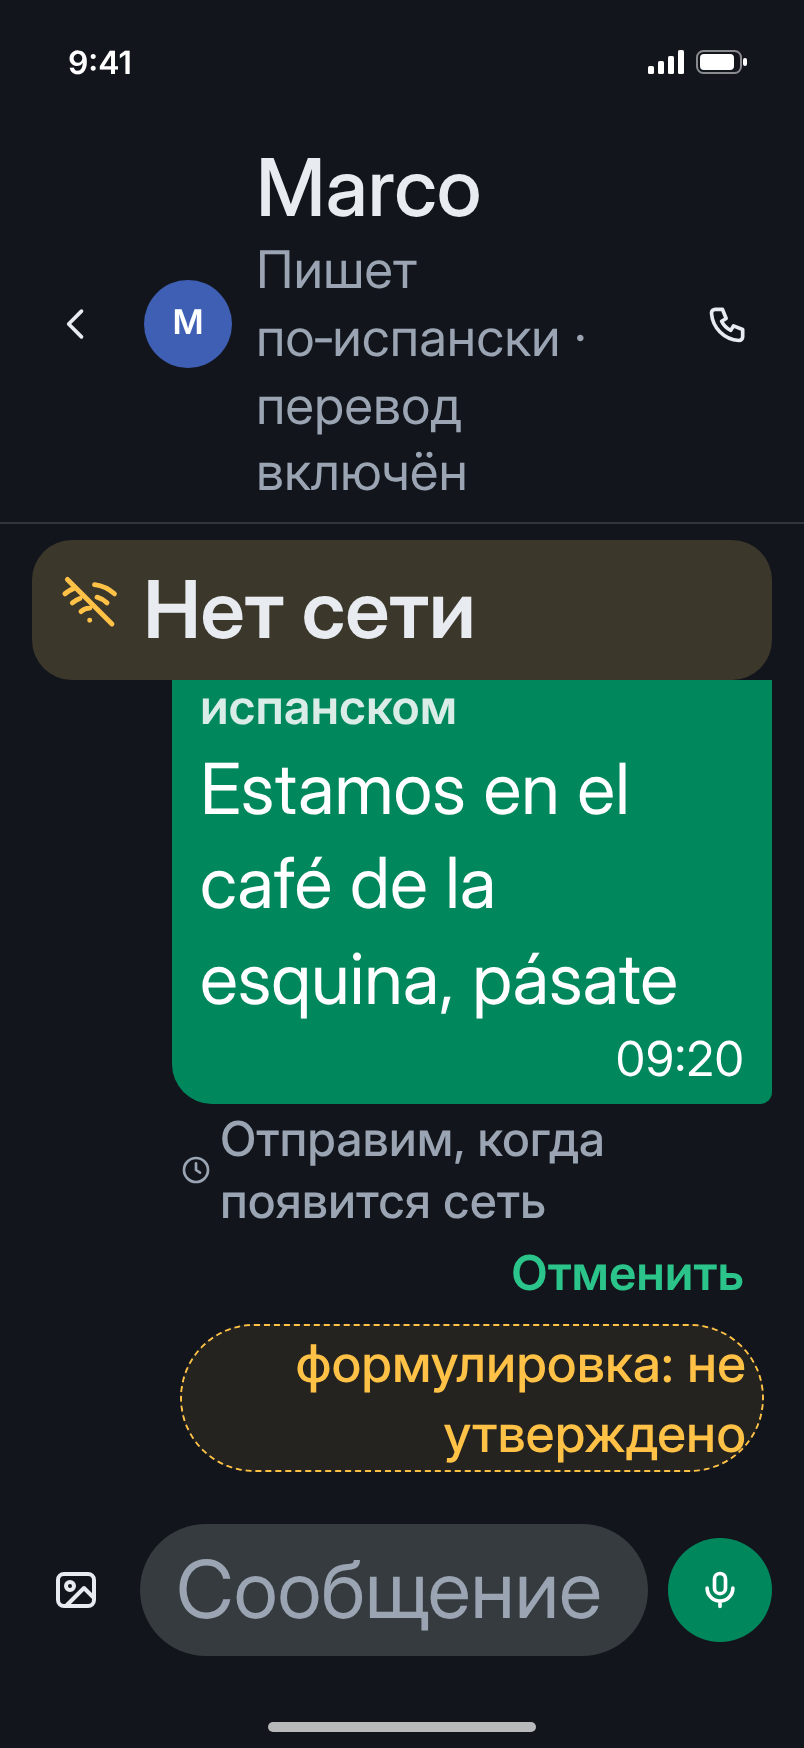 9:41
Marco
Пишет
по-испански ·
перевод
включён
M
Нет сети
испанском
Estamos en el
café de la
esquina, pásate
09:20
Отправим, когда
появится сеть
Отменить
формулировка: не
утверждено
Сообщение